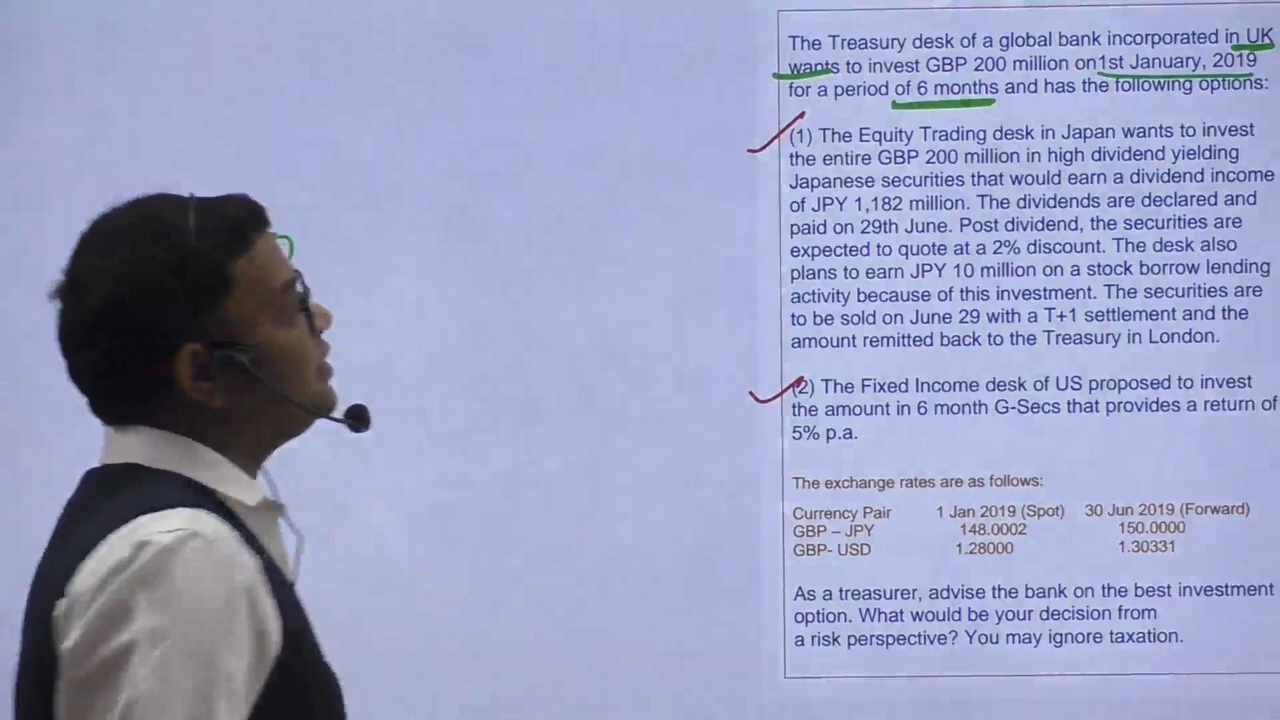 The Treasury desk of a global bank incorporated in UK
wants to invest GBP 200 million on1st January, 2019
for a period of 6 months and has the following options:
(1) The Equity Trading desk in Japan wants to invest
the entire GBP 200 million in high dividend yielding
Japanese securities that would earn a dividend income
of JPY 1,182 million. The dividends are declared and
paid on 29th June. Post dividend, the securities are
expected to quote at a 2% discount. The desk also
plans to earn JPY 10 million on a stock borrow lending
activity because of this investment. The securities are
to be sold on June 29 with a T+1 settlement and the
amount remitted back to the Treasury in London.
(2) The Fixed Income desk of US proposed to invest
the amount in 6 month G-Secs that provides a return of
5% p.a.
The exchange rates are as follows:
Currency Pair 1 Jan 2019 (Spot) 30 Jun 2019 (Forward)
GBP – JPY 148.0002 150.0000
GBP- USD 1.28000 1.30331
As a treasurer, advise the bank on the best investment
option. What would be your decision from
a risk perspective? You may ignore taxation.